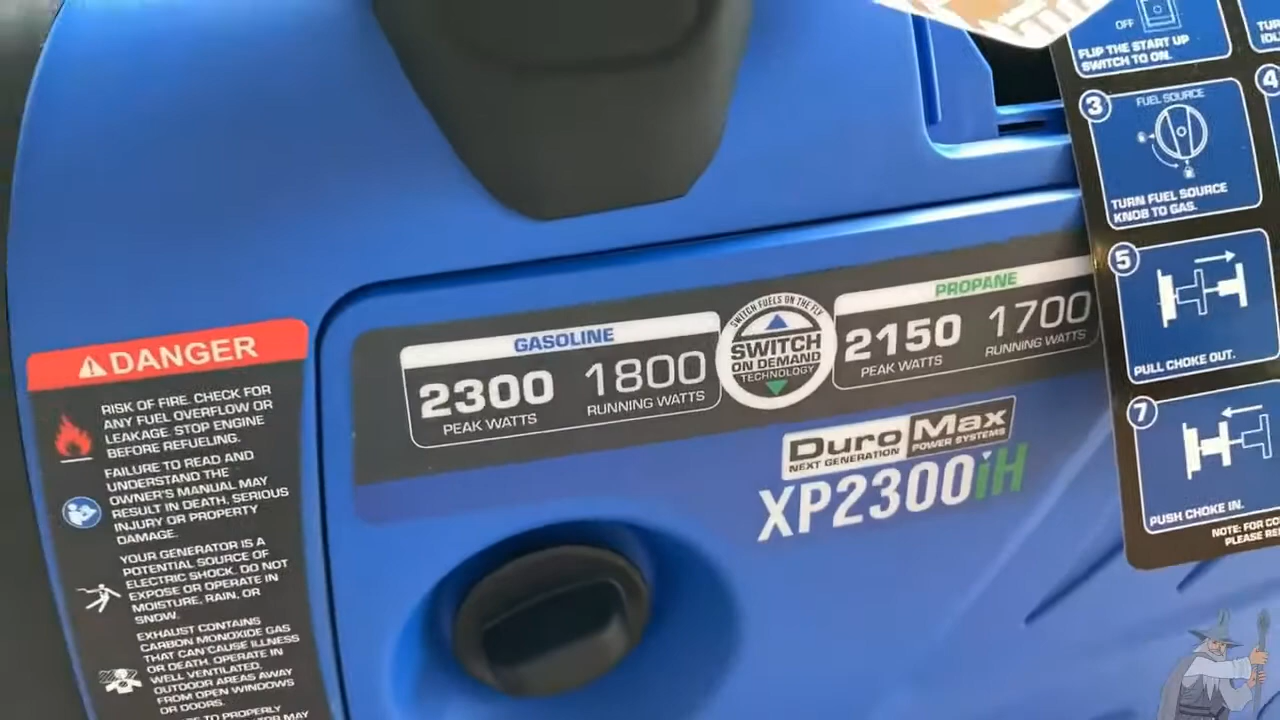 DANGER
RISK OF FIRE. CHECK FOR
ANY FUEL OVERFLOW OR
LEAKAGE. STOP ENGINE
BEFORE REFUELING.
FAILURE TO READ AND
UNDERSTAND THE
OWNER'S MANUAL MAY
RESULT IN DEATH, SERIOUS
INJURY OR PROPERTY
DAMAGE.
YOUR GENERATOR IS A
POTENTIAL SOURCE OF
ELECTRIC SHOCK. DO NOT
EXPOSE OR OPERATE IN
MOISTURE, RAIN, OR
SNOW.
EXHAUST CONTAINS
CARBON MONOXIDE GAS
THAT CAN CAUSE ILLNESS
OR DEATH. OPERATE IN
WELL VENTILATED,
OUTDOOR AREAS AWAY
FROM OPEN WINDOWS
OR DOORS.
TO PROPERLY
MAY
GASOLINE
2300 1800
PEAK WATTS RUNNING WATTS
SWITCH FUELS ON THE FLY
SWITCH
ON DEMAND
TECHNOLOGY
PROPANE
2150 1700
PEAK WATTS RUNNING WATTS
DuroMax
NEXT GENERATION POWER SYSTEMS
XP2300iH
OFF
FLIP THE START UP
SWITCH TO ON.
3
FUEL SOURCE
TURN FUEL SOURCE
KNOB TO GAS.
4
5
PULL CHOKE OUT.
7
PUSH CHOKE IN.
NOTE: FOR
PLEASE